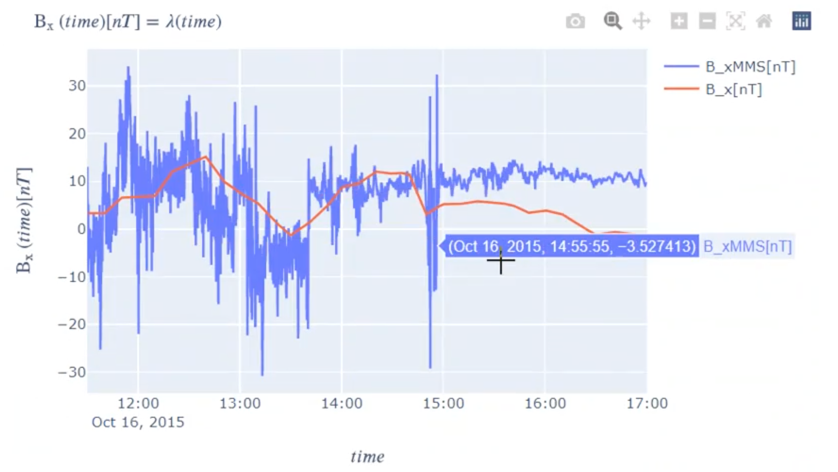 Bₓ (time)[nT] = λ(time)
B_xMMS[nT]
B_x[nT]
30
20
10
0
−10
−20
−30
Bₓ (time)[nT]
(Oct 16, 2015, 14:55:55, −3.527413) B_xMMS[nT]
12:00 13:00 14:00 15:00 16:00 17:00
Oct 16, 2015
time